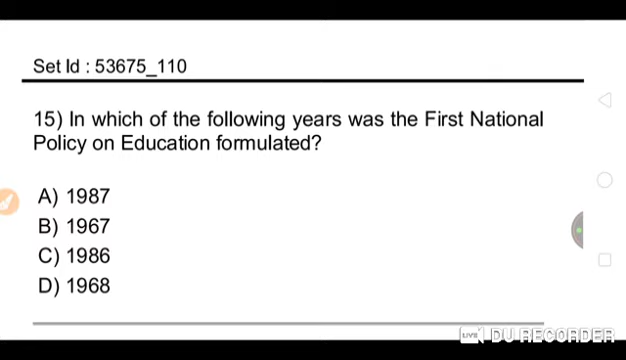 Set Id : 53675_110
15) In which of the following years was the First National
Policy on Education formulated?
A) 1987
B) 1967
C) 1986
D) 1968
LIVE DU RECORDER